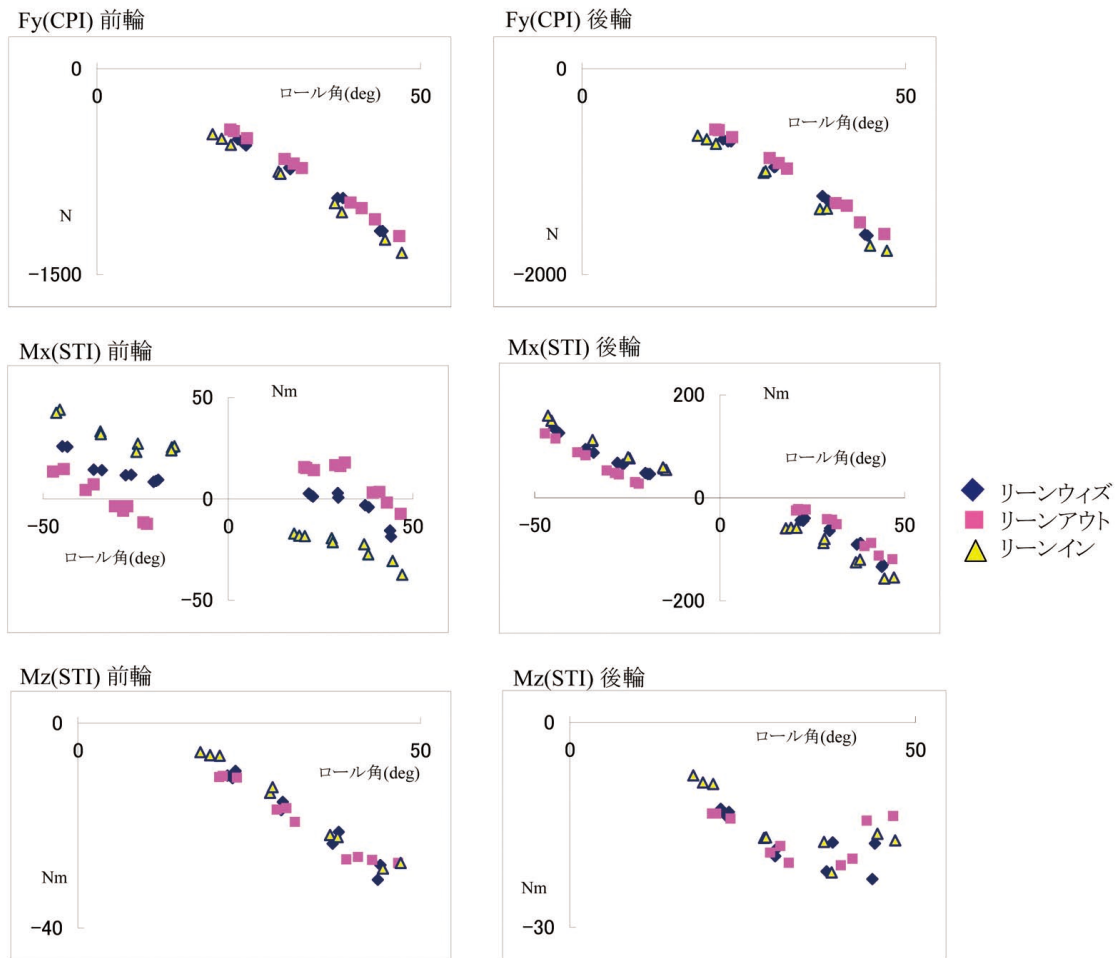 Fy(CPI) 前輪
0
0
50
ロール角(deg)
N
−1500
Fy(CPI) 後輪
0
0
50
ロール角(deg)
N
−2000
Mx(STI) 前輪
50
Nm
0
−50
0
50
ロール角(deg)
−50
Mx(STI) 後輪
200
Nm
ロール角(deg)
0
−50
0
50
−200
リーンウィズ
リーンアウト
リーンイン
Mz(STI) 前輪
0
0
50
ロール角(deg)
Nm
−40
Mz(STI) 後輪
0
0
50
ロール角(deg)
Nm
−30